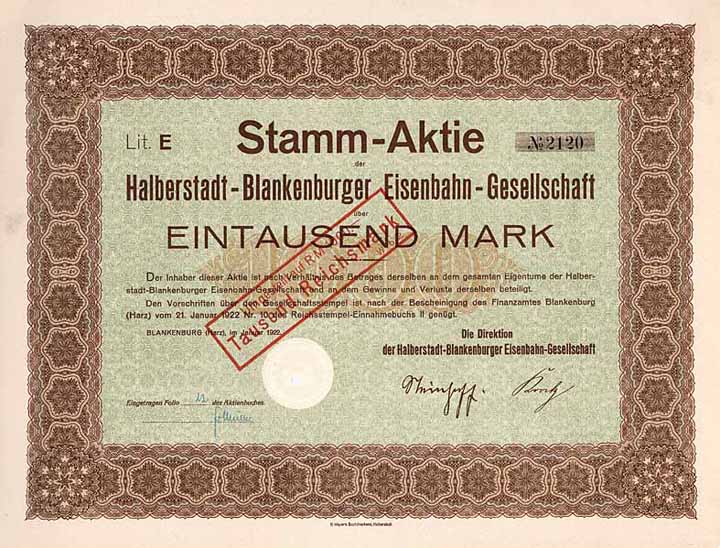 Lit. E Stamm-Aktie № 2120
der
Halberstadt-Blankenburger Eisenbahn-Gesellschaft
über
EINTAUSEND MARK
Der Inhaber dieser Aktie ist nach Verhältnis des Betrages derselben an dem gesamten Eigentume der Halber-
stadt-Blankenburger Eisenbahn-Gesellschaft und an dem Gewinne und Verluste derselben beteiligt.
Den Vorschriften über den Gesellschaftsstempel ist nach der Bescheinigung des Finanzamtes Blankenburg
(Harz) vom 21. Januar 1922 Nr. des Reichsstempel-Einnahmebuchs II genügt.
BLANKENBURG (Harz), im Januar 1922.
Tausend Reichsmark
Die Direktion
der Halberstadt-Blankenburger Eisenbahn-Gesellschaft
Steinhoff.
Eingetragen Folio 12 des Aktienbuches.